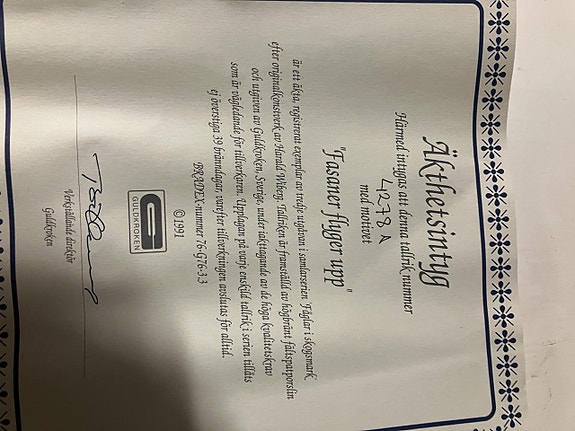 Äkthetsintyg
Härmed intygas att denna tallrik nummer
4278 A
med motivet
"Fasaner flyger upp"
är ett äkta, registrerat exemplar av tredje utgåvan i samlarserien "Fåglar i skogsmark
efter originalkonstverk av Harald Wiberg. Tallriken är framställd av högbränt fältspatporslin
och utgiven av Guldkroken, Sverige, under iakttagande av de höga kvalitetskrav
som är vägledande för tillverkaren. Upplagan på varje enskild tallrik i serien tillåts
ej överstiga 39 bränndagar, varefter tillverkningen avslutas för alltid.
BRADEX-nummer 76-G76-3.3
© 1991
G
GULDKROKEN
Verkställande direktör
Guldkroken